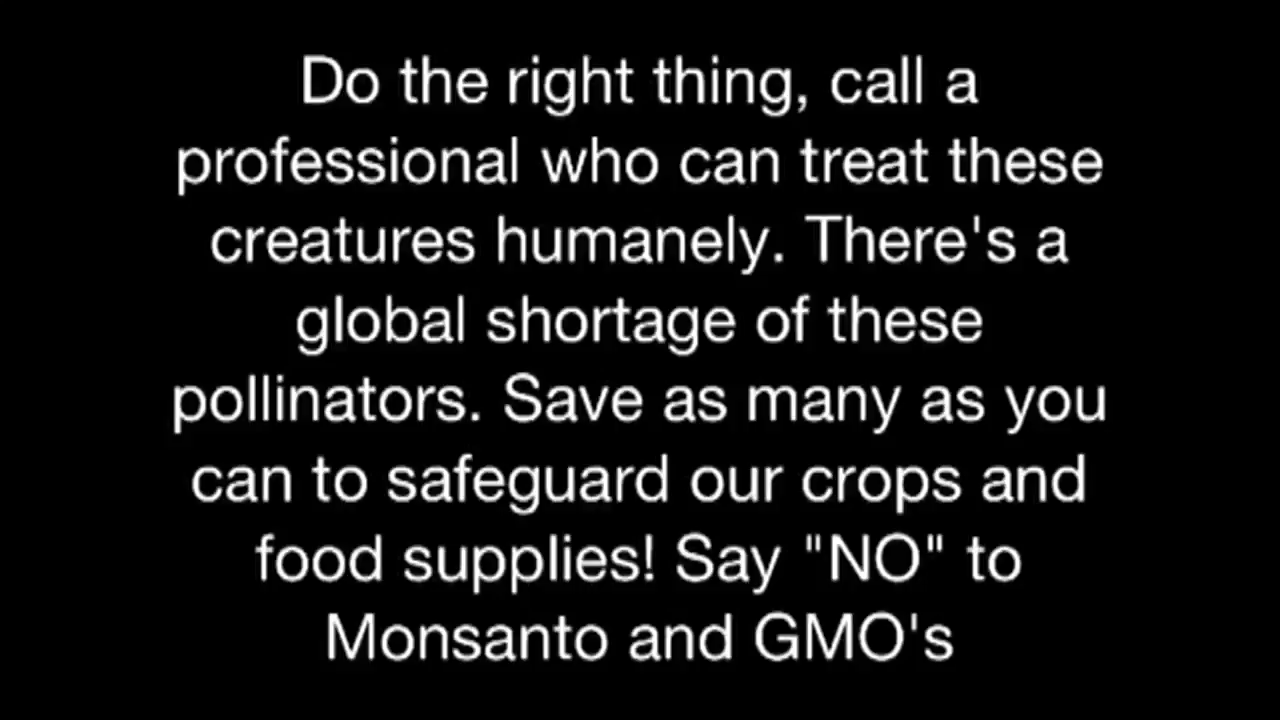 Do the right thing, call a
professional who can treat these
creatures humanely. There's a
global shortage of these
pollinators. Save as many as you
can to safeguard our crops and
food supplies! Say "NO" to
Monsanto and GMO's